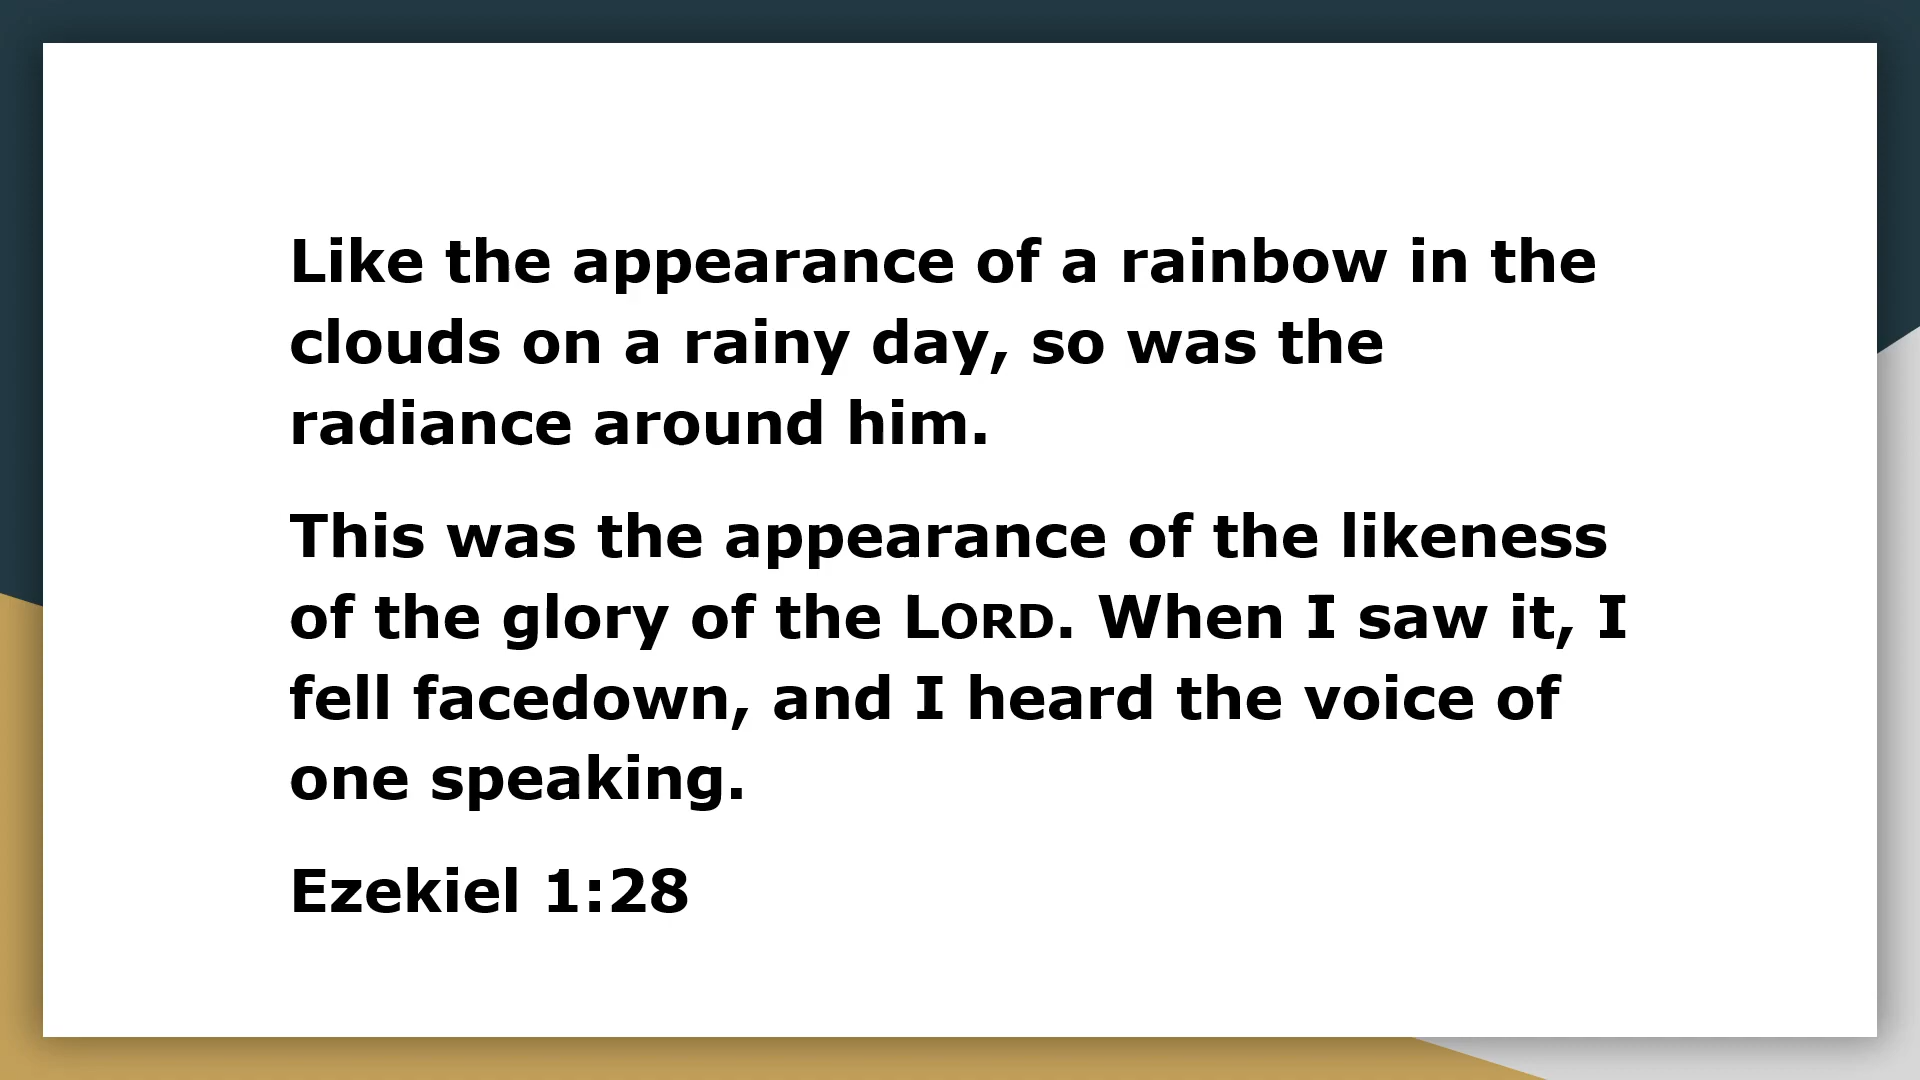 Like the appearance of a rainbow in the
clouds on a rainy day, so was the
radiance around him.
This was the appearance of the likeness
of the glory of the LORD. When I saw it, I
fell facedown, and I heard the voice of
one speaking.
Ezekiel 1:28